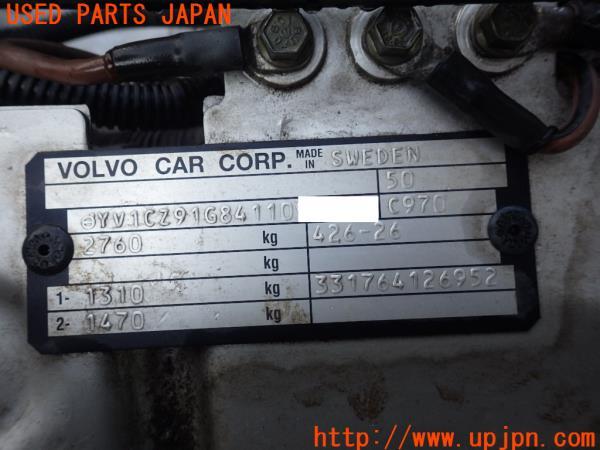 USED PARTS JAPAN
VOLVO CAR CORP. MADE IN SWEDEN
50
YV1CZ91G84110 C970
2760 kg 426-26
kg
1- 1310 kg 331764126952
2- 1470 kg
UPJ http://www.upjpn.com/